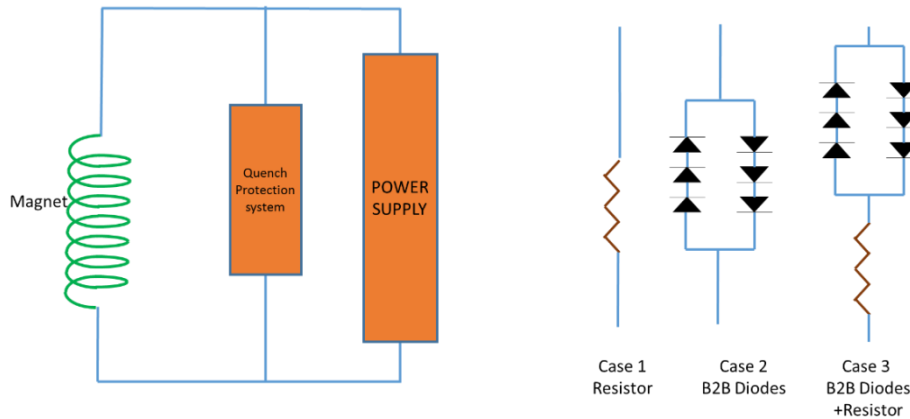 Magnet
Quench
Protection
system
POWER
SUPPLY
Case 1
Resistor
Case 2
B2B Diodes
Case 3
B2B Diodes
+Resistor